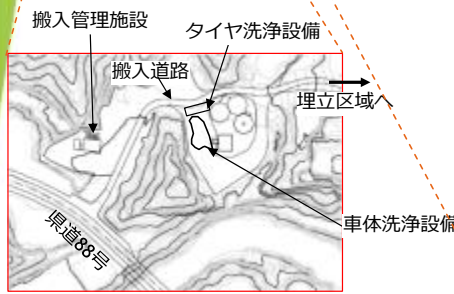 搬入管理施設
タイヤ洗浄設備
搬入道路
埋立区域へ
車体洗浄設備
県道88号